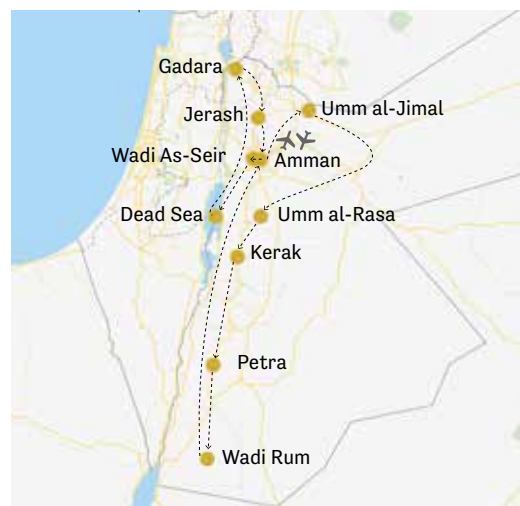 Gadara
Jerash
Umm al-Jimal
Wadi As-Seir
Amman
Dead Sea
Umm al-Rasa
Kerak
Petra
Wadi Rum